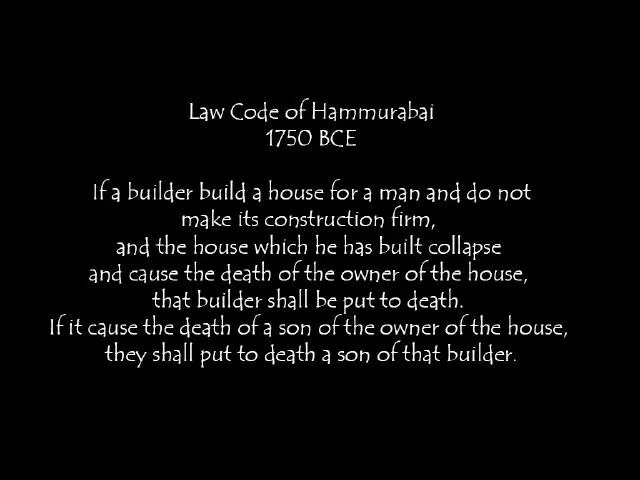 Law Code of Hammurabai
1750 BCE
If a builder build a house for a man and do not
make its construction firm,
and the house which he has built collapse
and cause the death of the owner of the house,
that builder shall be put to death.
If it cause the death of a son of the owner of the house,
they shall put to death a son of that builder.